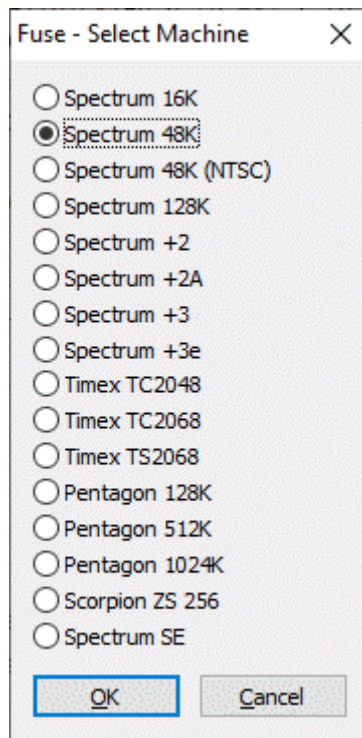 Fuse - Select Machine
Spectrum 16K
Spectrum 48K
Spectrum 48K (NTSC)
Spectrum 128K
Spectrum +2
Spectrum +2A
Spectrum +3
Spectrum +3e
Timex TC2048
Timex TC2068
Timex TS2068
Pentagon 128K
Pentagon 512K
Pentagon 1024K
Scorpion ZS 256
Spectrum SE
OK Cancel